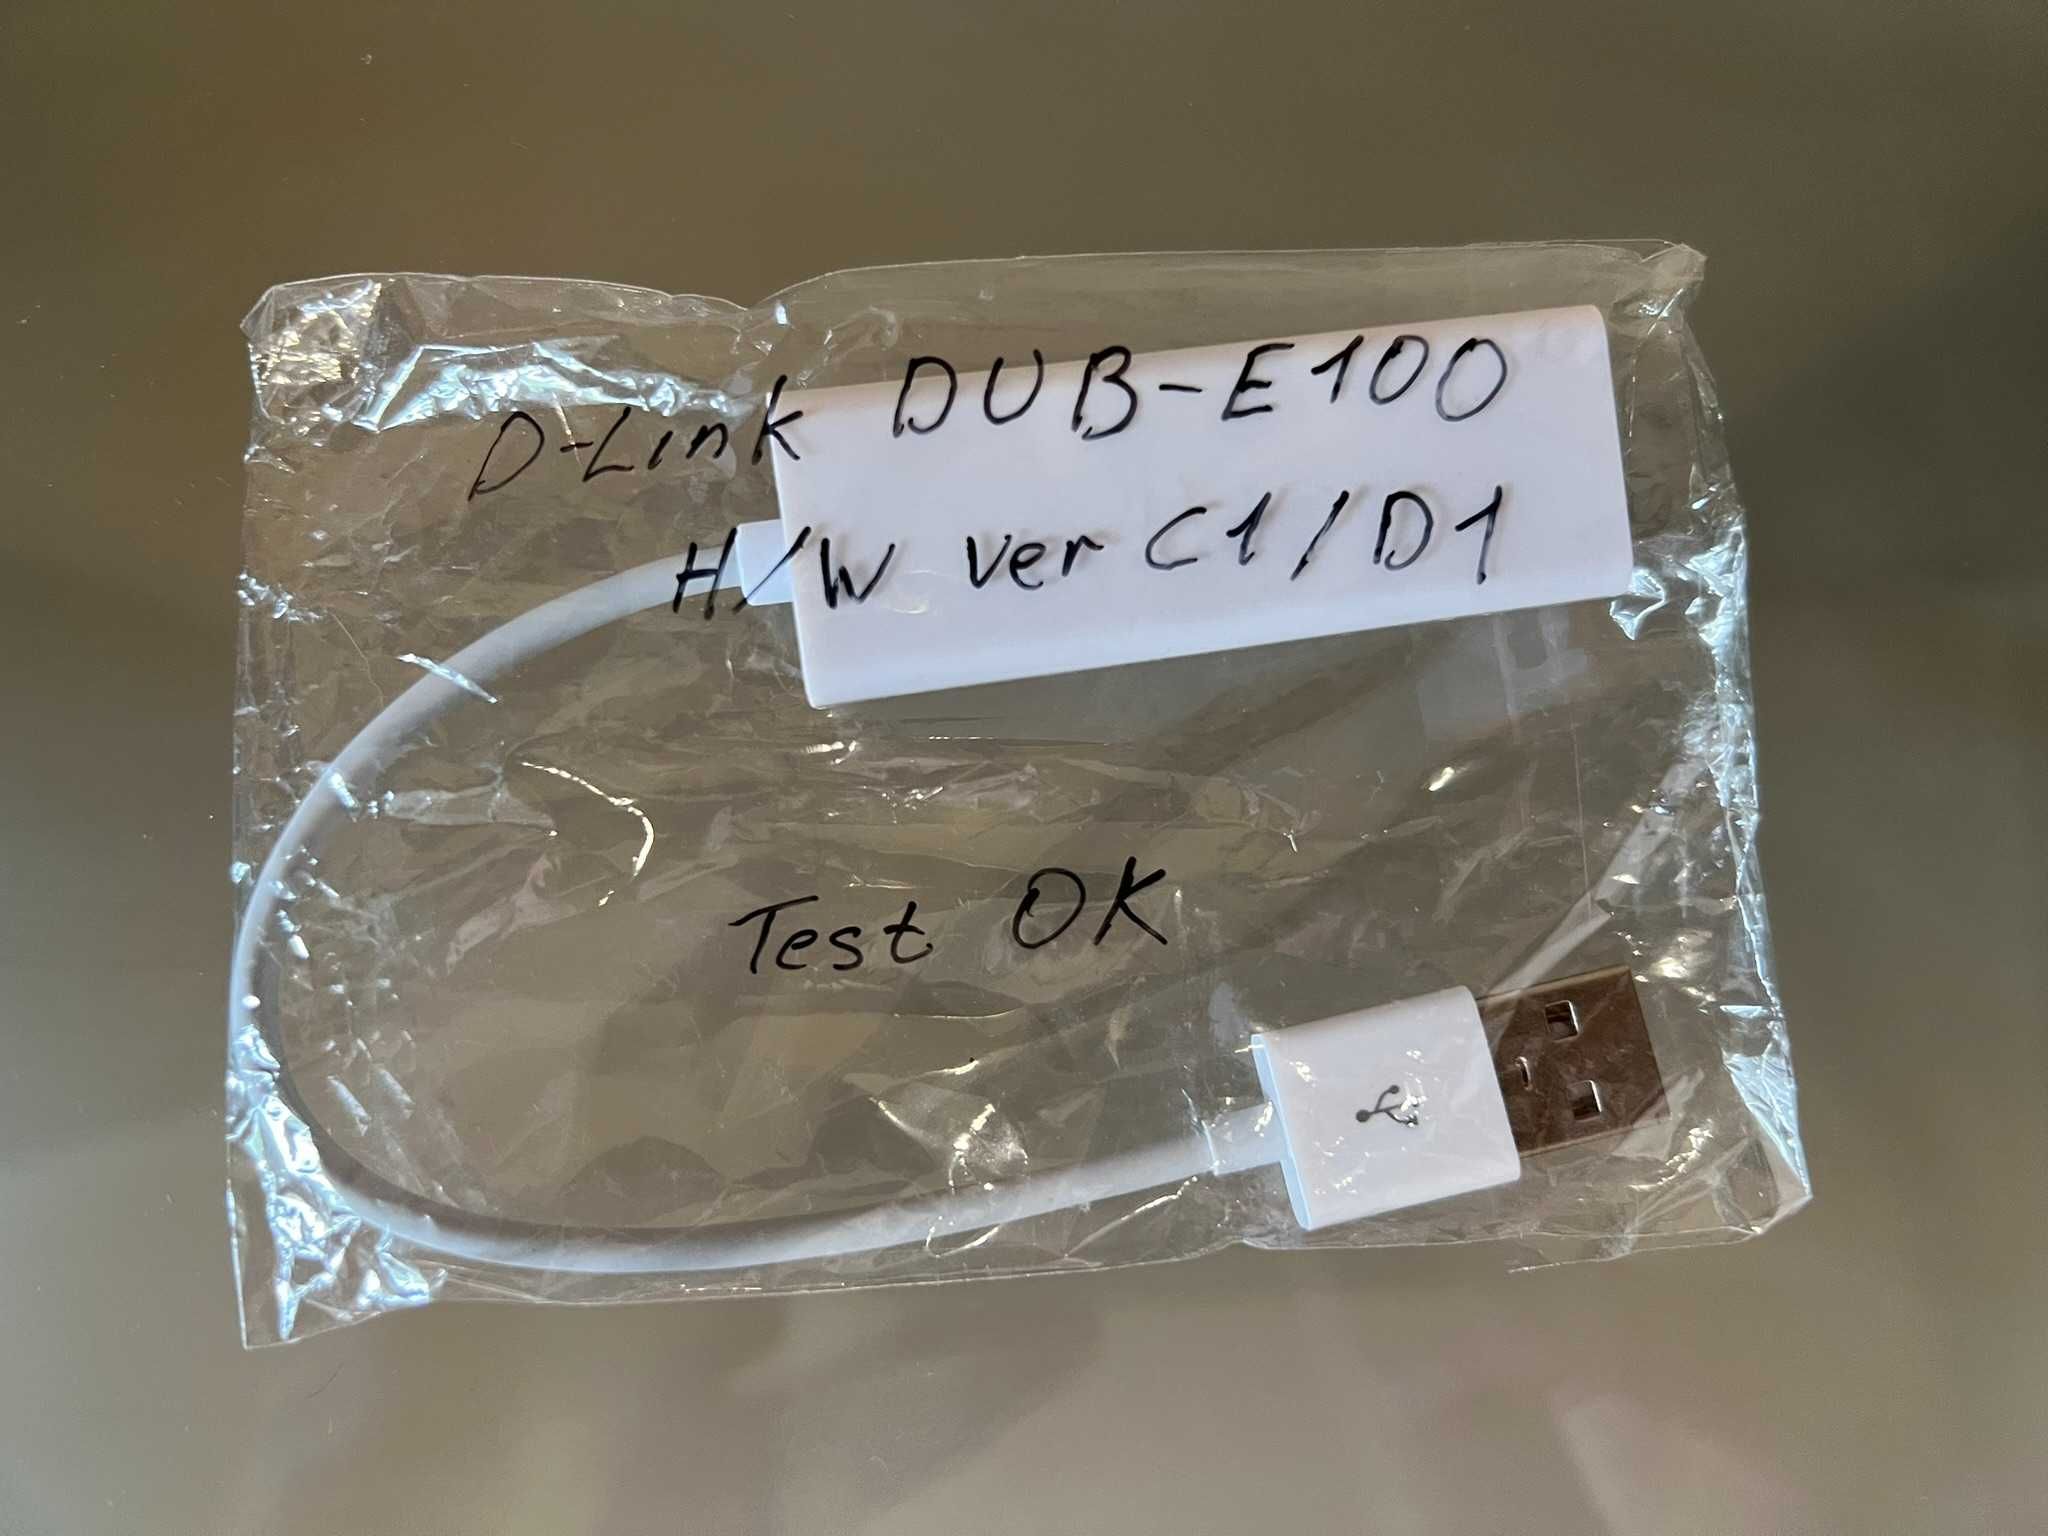 D-Link DUB-E100
H/W ver C1/D1
Test OK